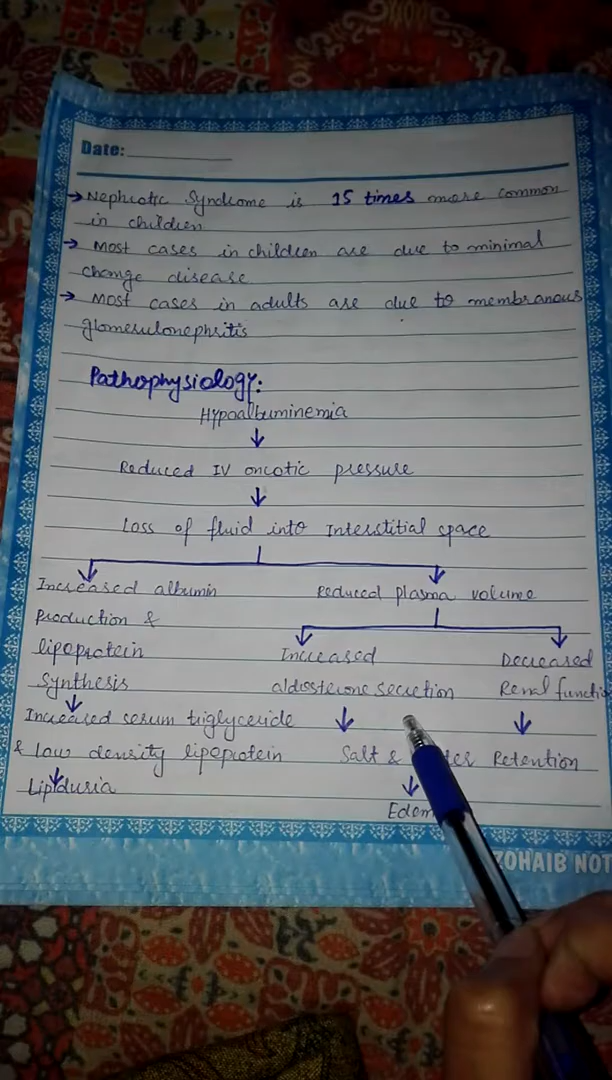 Date:
→ Nephrotic Syndrome is 15 times more common
in children
→ Most cases in children are due to minimal
change disease
→ Most cases in adults are due to membranous
glomerulonephritis
Pathophysiology:
Hypoalbuminemia
↓
Reduced IV oncotic pressure
↓
Loss of fluid into Interstitial space
Increased albumin
Production &
lipoprotein
Synthesis
↓
Increased serum triglyceride
& low density lipoprotein
↓
Lipiduria
Reduced plasma volume
Increased
aldosterone secretion
Decreased
Renal function
↓ ↓
Salt & Retention
↓
ZOHAIB NOT